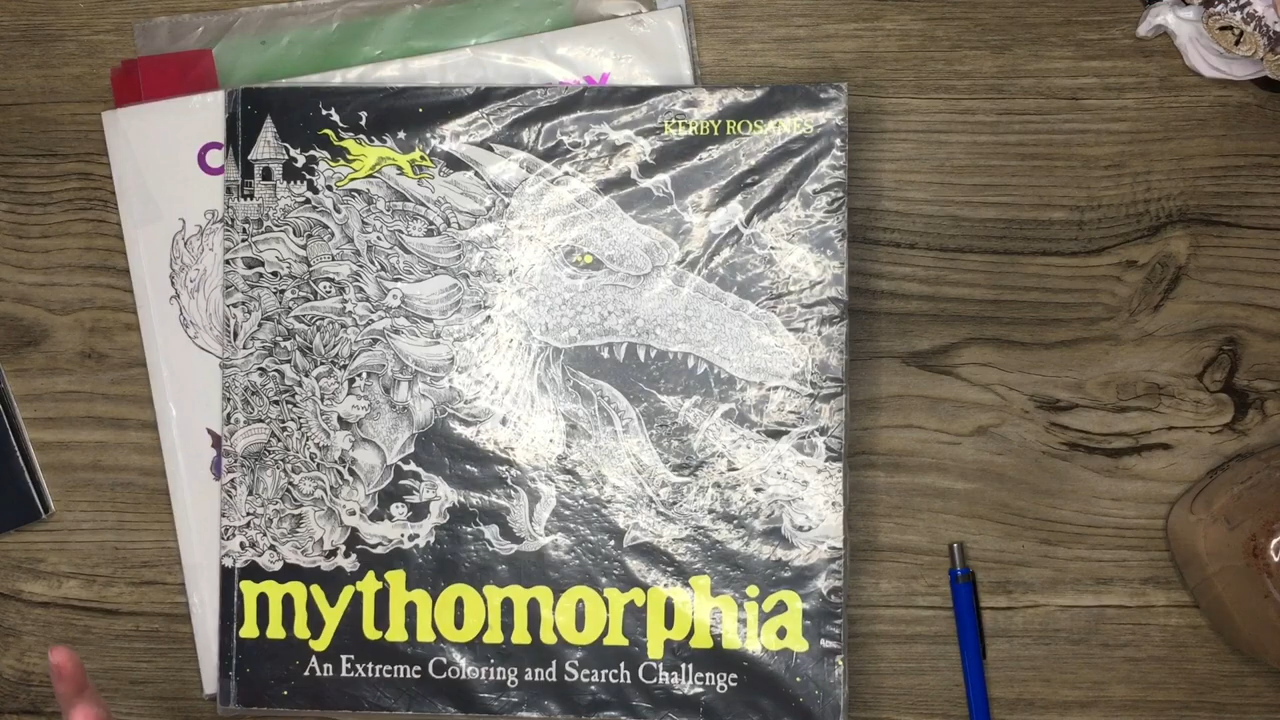 KERBY ROSANES
mythomorphia
An Extreme Coloring and Search Challenge